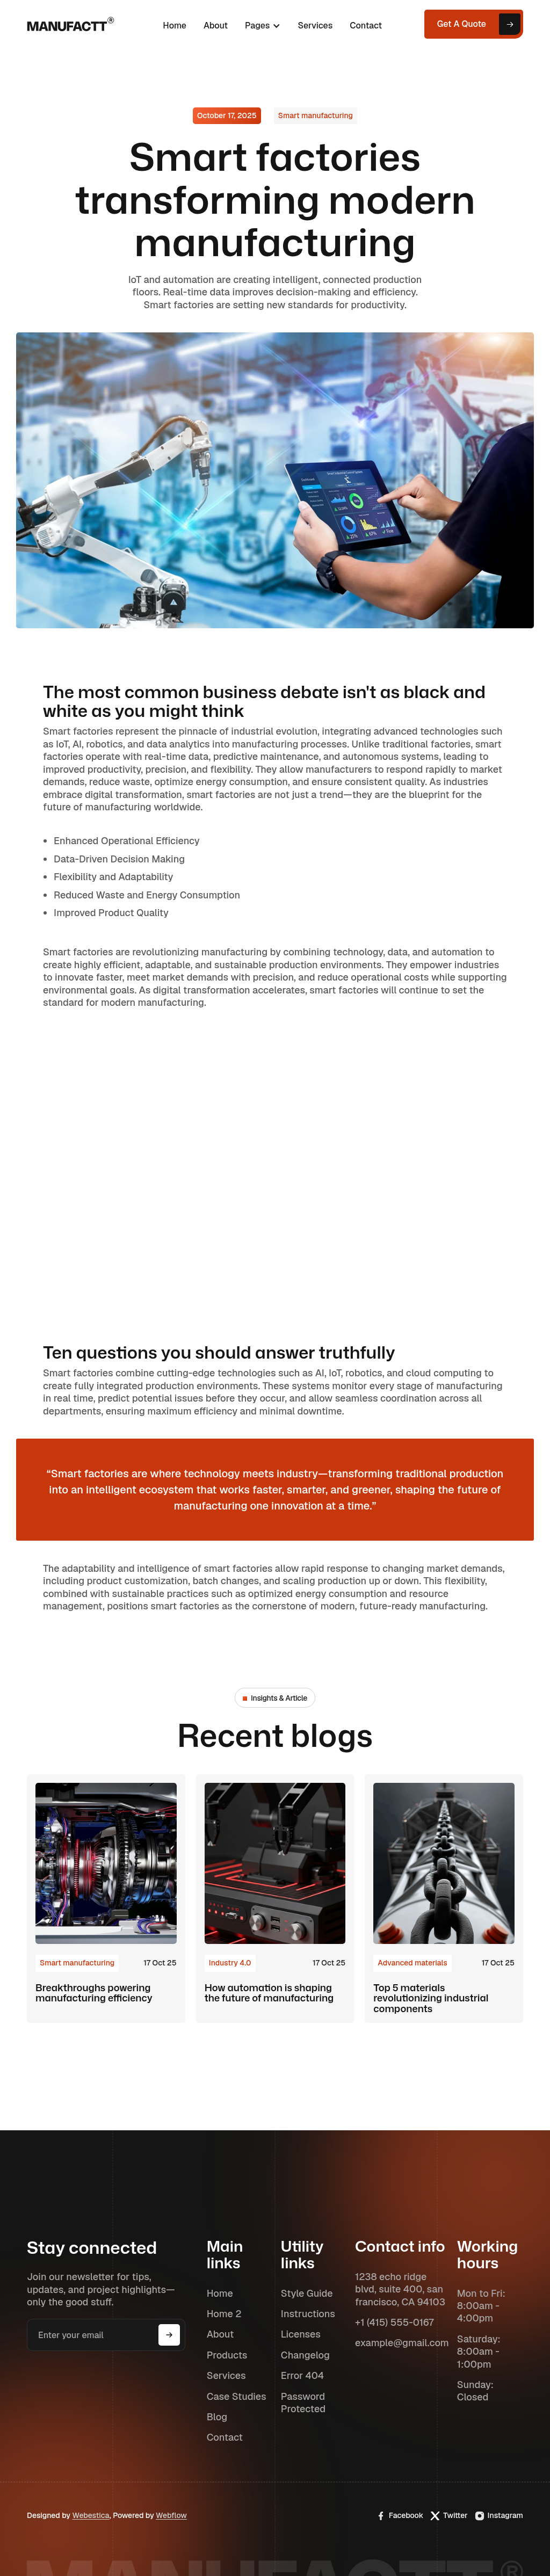 MANUFACTT®
Home
About
Pages
Services
Contact
Get A Quote
October 17, 2025
Smart manufacturing
Smart factories
transforming modern
manufacturing
IoT and automation are creating intelligent, connected production
floors. Real-time data improves decision-making and efficiency.
Smart factories are setting new standards for productivity.
The most common business debate isn't as black and
white as you might think
Smart factories represent the pinnacle of industrial evolution, integrating advanced technologies such
as IoT, AI, robotics, and data analytics into manufacturing processes. Unlike traditional factories, smart
factories operate with real-time data, predictive maintenance, and autonomous systems, leading to
improved productivity, precision, and flexibility. They allow manufacturers to respond rapidly to market
demands, reduce waste, optimize energy consumption, and ensure consistent quality. As industries
embrace digital transformation, smart factories are not just a trend—they are the blueprint for the
future of manufacturing worldwide.
• Enhanced Operational Efficiency
• Data-Driven Decision Making
• Flexibility and Adaptability
• Reduced Waste and Energy Consumption
• Improved Product Quality
Smart factories are revolutionizing manufacturing by combining technology, data, and automation to
create highly efficient, adaptable, and sustainable production environments. They empower industries
to innovate faster, meet market demands with precision, and reduce operational costs while supporting
environmental goals. As digital transformation accelerates, smart factories will continue to set the
standard for modern manufacturing.
Ten questions you should answer truthfully
Smart factories combine cutting-edge technologies such as AI, IoT, robotics, and cloud computing to
create fully integrated production environments. These systems monitor every stage of manufacturing
in real time, predict potential issues before they occur, and allow seamless coordination across all
departments, ensuring maximum efficiency and minimal downtime.
“Smart factories are where technology meets industry—transforming traditional production
into an intelligent ecosystem that works faster, smarter, and greener, shaping the future of
manufacturing one innovation at a time.”
The adaptability and intelligence of smart factories allow rapid response to changing market demands,
including product customization, batch changes, and scaling production up or down. This flexibility,
combined with sustainable practices such as optimized energy consumption and resource
management, positions smart factories as the cornerstone of modern, future-ready manufacturing.
Insights & Article
Recent blogs
Smart manufacturing
17 Oct 25
Breakthroughs powering
manufacturing efficiency
Industry 4.0
17 Oct 25
How automation is shaping
the future of manufacturing
Advanced materials
17 Oct 25
Top 5 materials
revolutionizing industrial
components
Stay connected
Join our newsletter for tips,
updates, and project highlights—
only the good stuff.
Enter your email
Main
links
Home
Home 2
About
Products
Services
Case Studies
Blog
Contact
Utility
links
Style Guide
Instructions
Licenses
Changelog
Error 404
Password
Protected
Contact info
1238 echo ridge
blvd, suite 400, san
francisco, CA 94103
+1 (415) 555-0167
example@gmail.com
Working
hours
Mon to Fri:
8:00am -
4:00pm
Saturday:
8:00am -
1:00pm
Sunday:
Closed
Designed by Webestica, Powered by Webflow
Facebook
Twitter
Instagram
MANUFACTT®